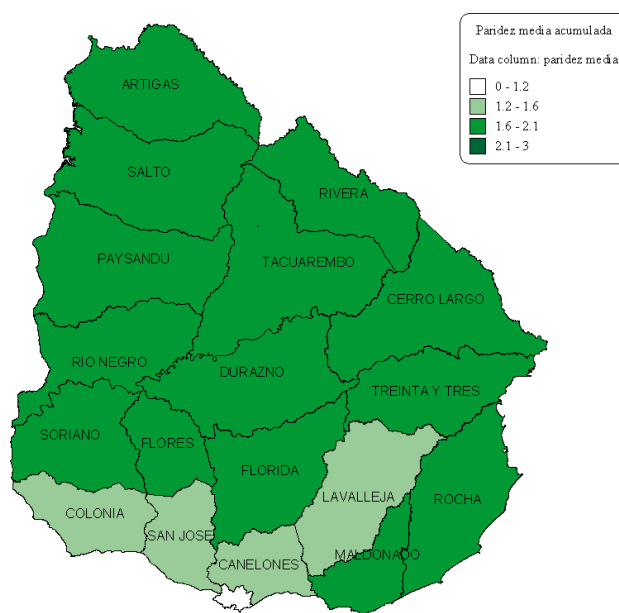 Paridez media acumulada
Data column: paridez media
0 - 1.2
1.2 - 1.6
1.6 - 2.1
2.1 - 3
ARTIGAS
SALTO
RIVERA
PAYSANDU
TACUAREMBO
CERRO LARGO
RIO NEGRO
DURAZNO
TREINTA Y TRES
SORIANO
FLORES
FLORIDA
LAVALLEJA
ROCHA
COLONIA
SAN JOSE
CANELONES
MALDONADO